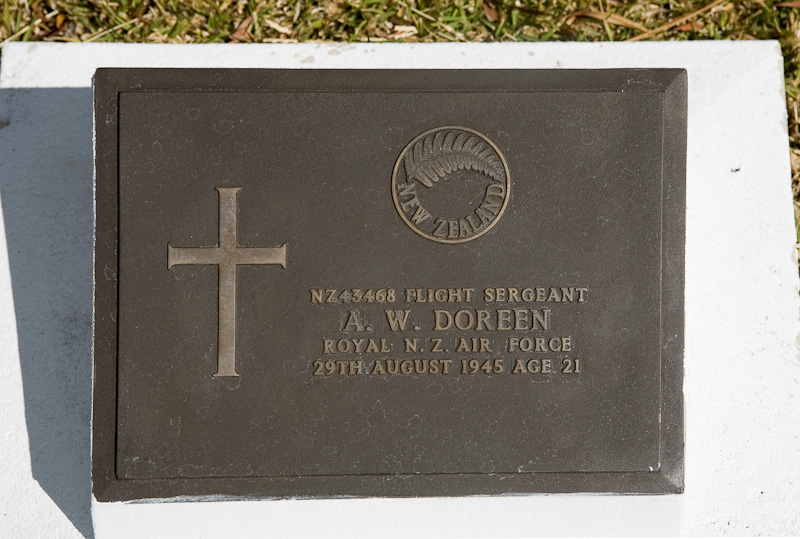 NEW ZEALAND
NZ43468 FLIGHT SERGEANT
A. W. DOREEN
ROYAL N. Z. AIR FORCE
29TH AUGUST 1945 AGE 21